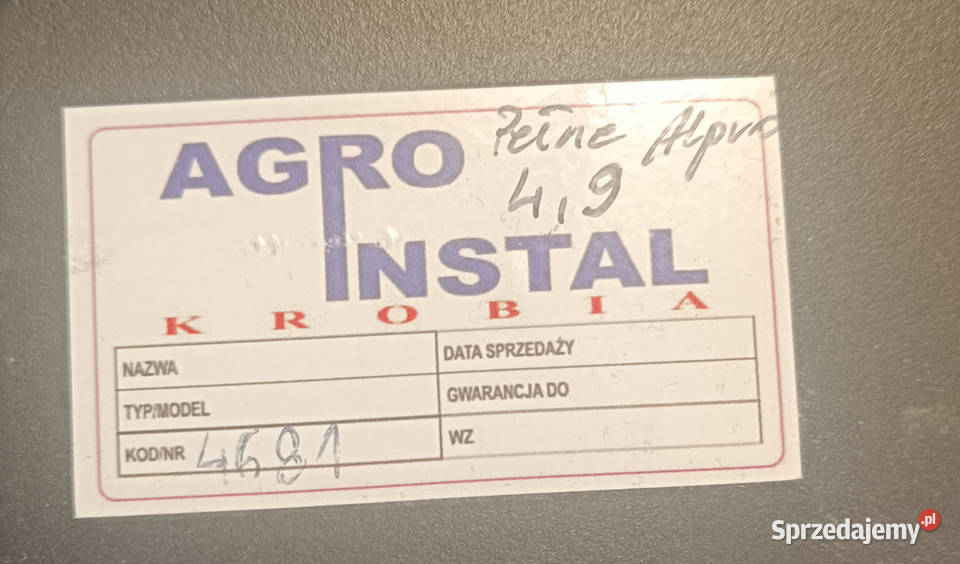 AGRO
Pełne Alpro
4,9
INSTAL
KROBIA
NAZWA
DATA SPRZEDAŻY
TYP/MODEL
GWARANCJA DO
KOD/NR 4681
WZ
Sprzedajemy.pl